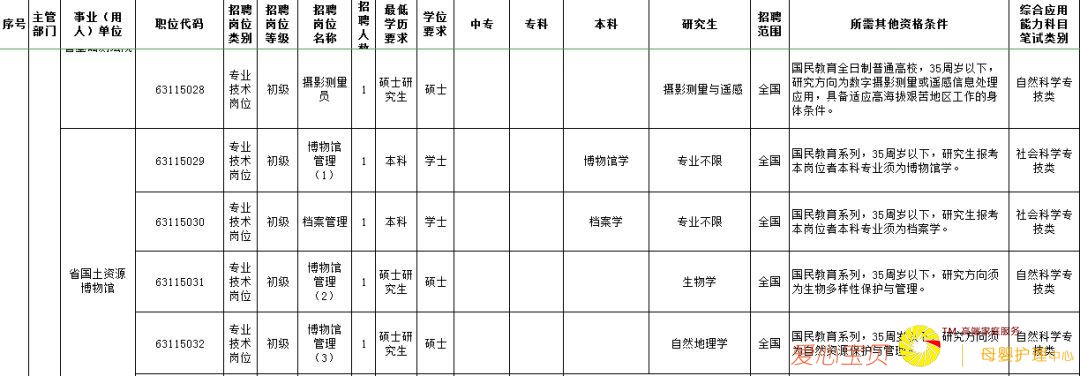 序号 主管部门 事业（用人）单位 职位代码 招聘岗位类别 招聘岗位等级 招聘岗位名称 招聘人 最低学历要求 学位要求 中专 专科 本科 研究生 招聘范围 所需其他资格条件 综合应用能力科目笔试类别
63115028 专业技术岗位 初级 摄影测量员 1 硕士研究生 硕士 摄影测量与遥感 全国 国民教育全日制普通高校，35周岁以下，研究方向为数字摄影测量或遥感信息处理应用，具备适应高海拔艰苦地区工作的身体条件。 自然科学专技类
省国土资源博物馆
63115029 专业技术岗位 初级 博物馆管理（1） 1 本科 学士 博物馆学 专业不限 全国 国民教育系列，35周岁以下，研究生报考本岗位者本科专业须为博物馆学。 社会科学专技类
63115030 专业技术岗位 初级 档案管理 1 本科 学士 档案学 专业不限 全国 国民教育系列，35周岁以下，研究生报考本岗位者本科专业须为档案学。 社会科学专技类
63115031 专业技术岗位 初级 博物馆管理（2） 1 硕士研究生 硕士 生物学 全国 国民教育系列，35周岁以下，研究方向须为生物多样性保护与管理。 自然科学专技类
63115032 专业技术岗位 初级 博物馆管理（3） 1 硕士研究生 硕士 自然地理学 全国 国民教育系列，35周岁以下，研究方向须为自然资源保护与管理。 自然科学专技类
TM·高端家庭服务
爱心宝贝
母婴护理中心